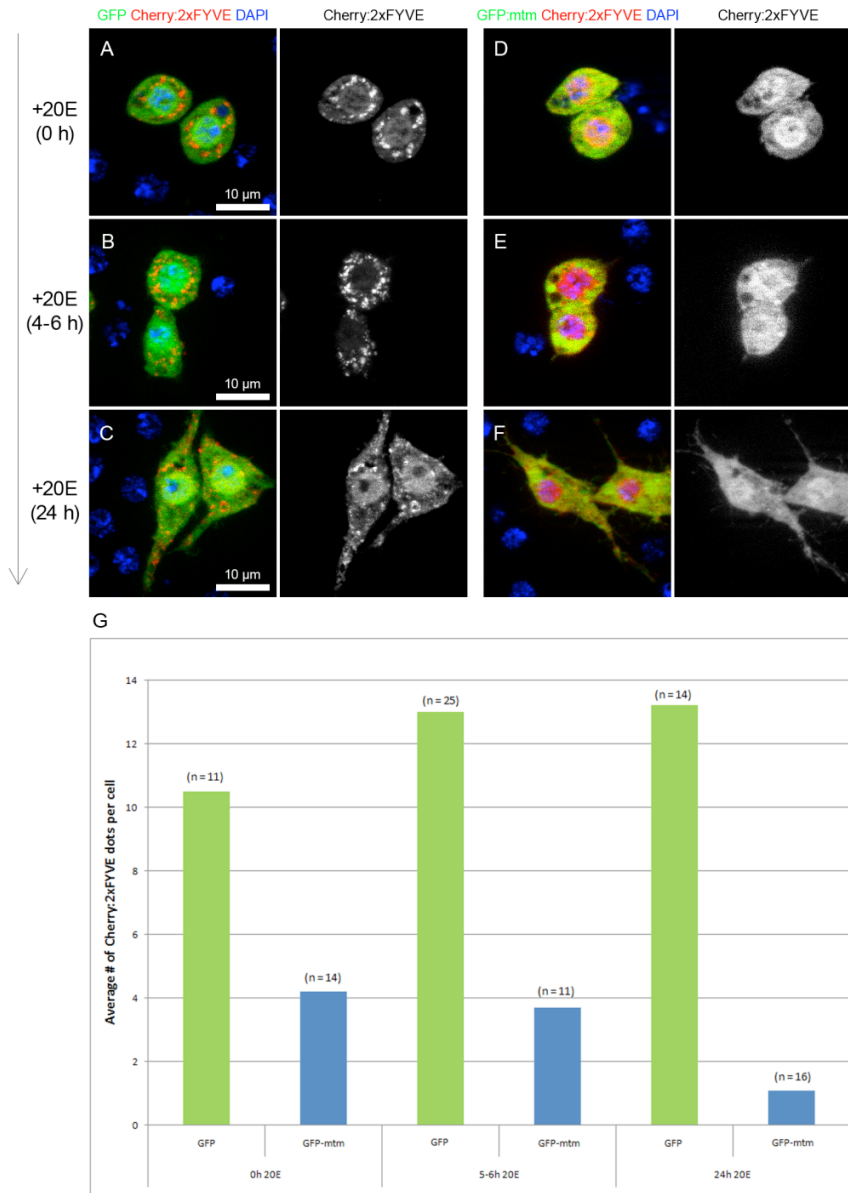 GFP Cherry:2xFYVE DAPI
Cherry:2xFYVE
GFP:mtm Cherry:2xFYVE DAPI
Cherry:2xFYVE
+20E
(0 h)
A
10 µm
D
+20E
(4-6 h)
B
10 µm
E
+20E
(24 h)
C
10 µm
F
G
Average # of Cherry:2xFYVE dots per cell
14
12
10
8
6
4
2
0
(n = 11)
(n = 14)
(n = 25)
(n = 11)
(n = 14)
(n = 16)
GFP
GFP-mtm
GFP
GFP-mtm
GFP
GFP-mtm
0h 20E
5-6h 20E
24h 20E